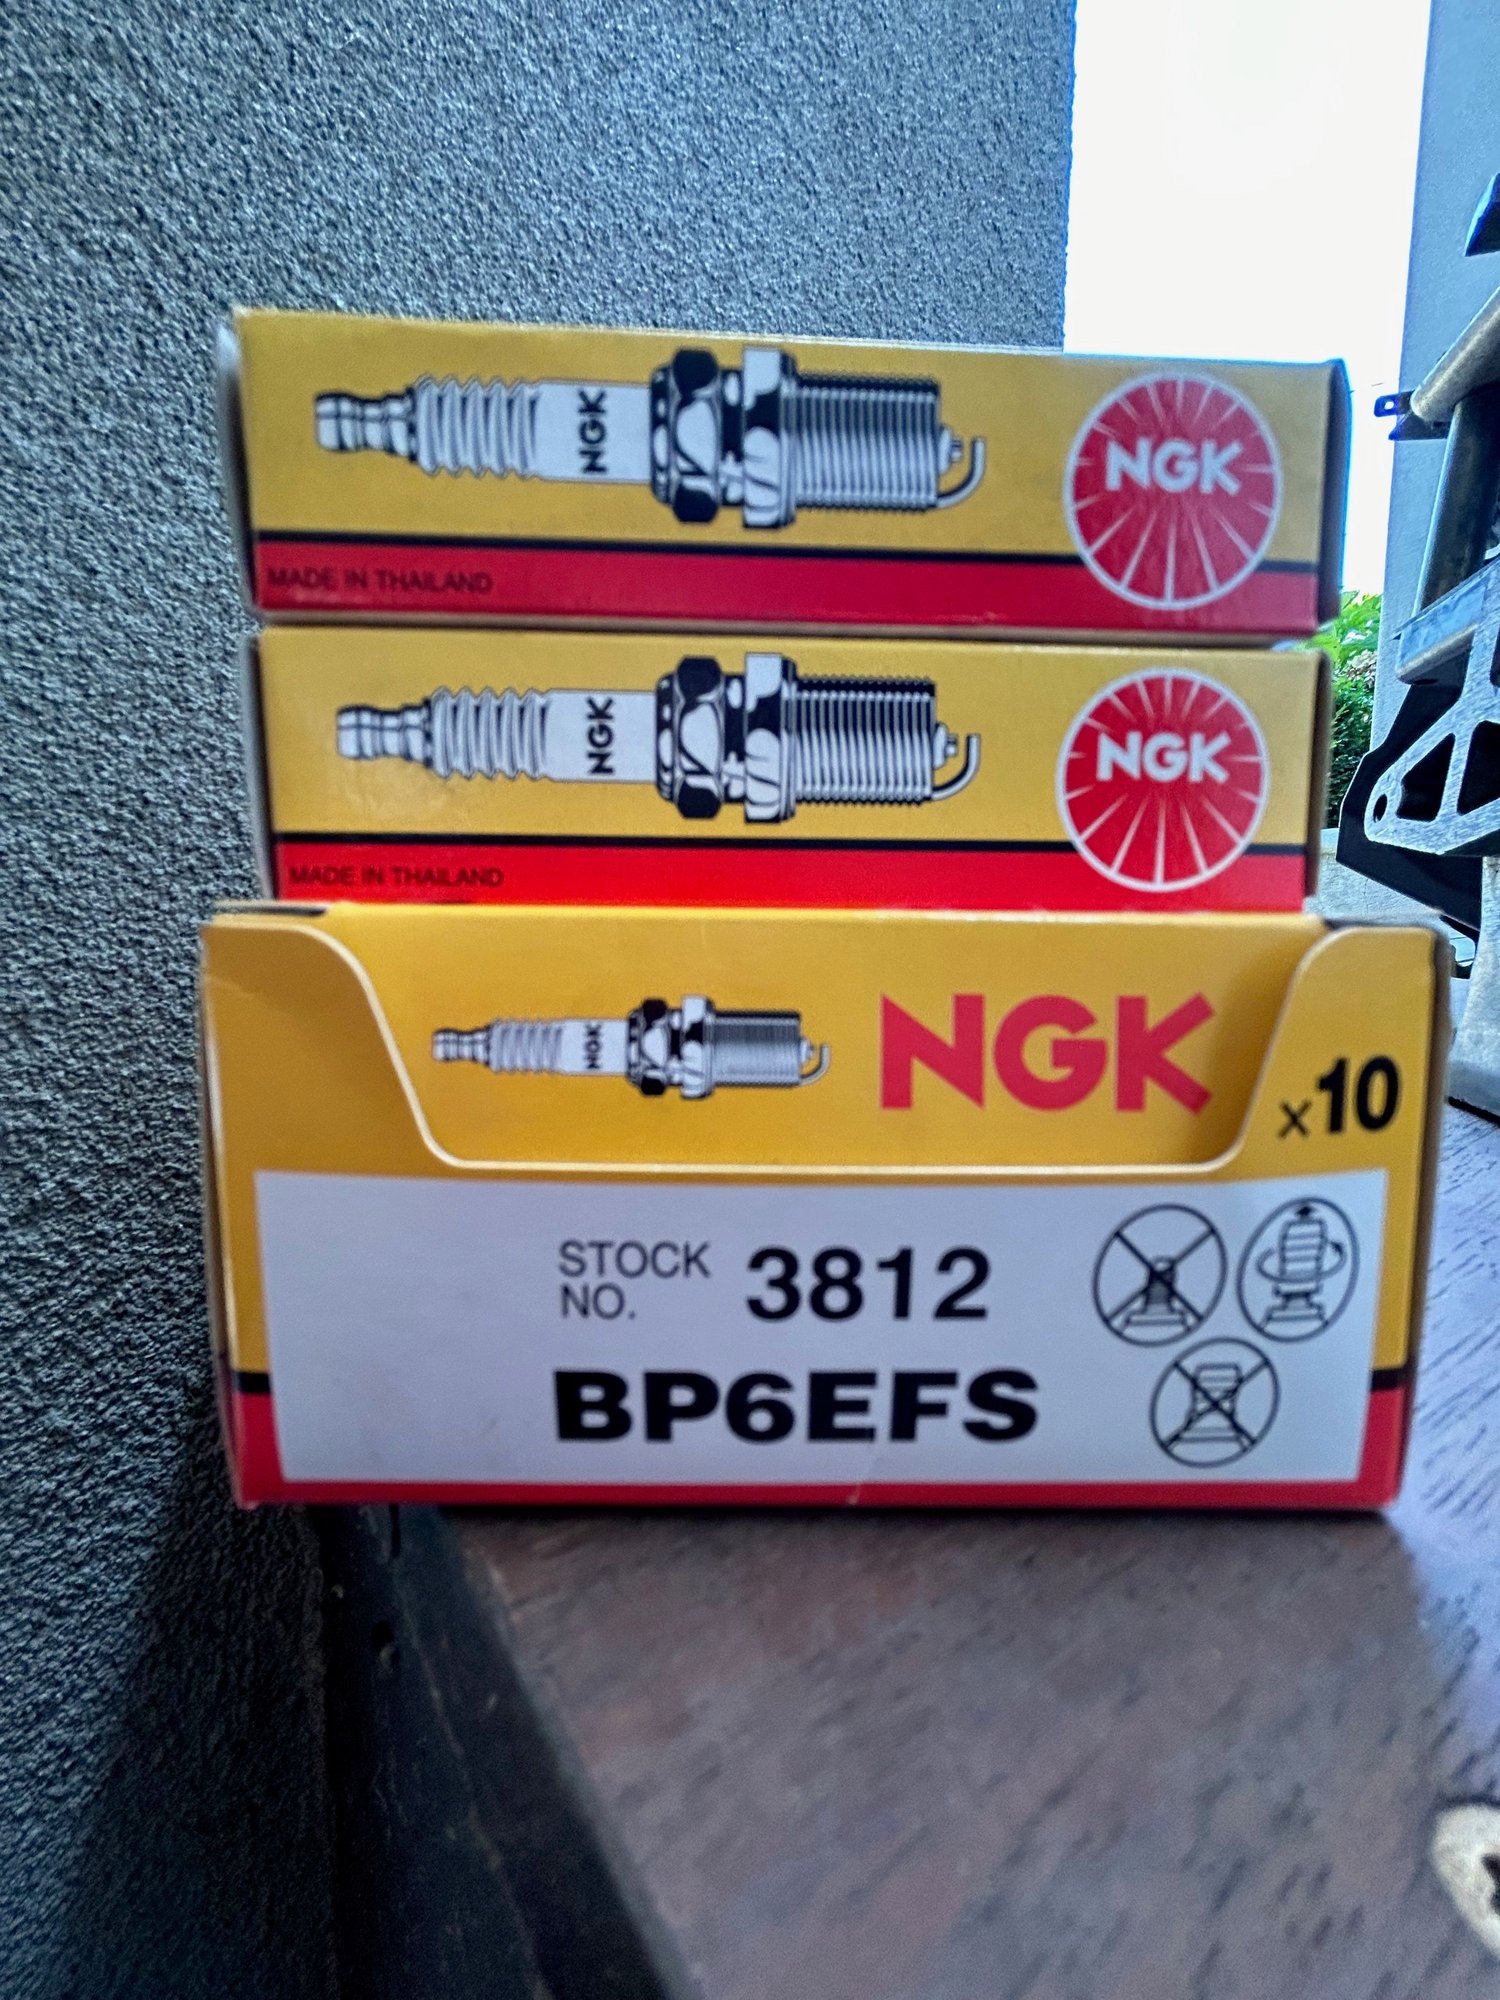 NGK
NGK
MADE IN THAILAND
NGK
NGK
MADE IN THAILAND
NGK
NGK
x10
STOCK NO. 3812
BP6EFS